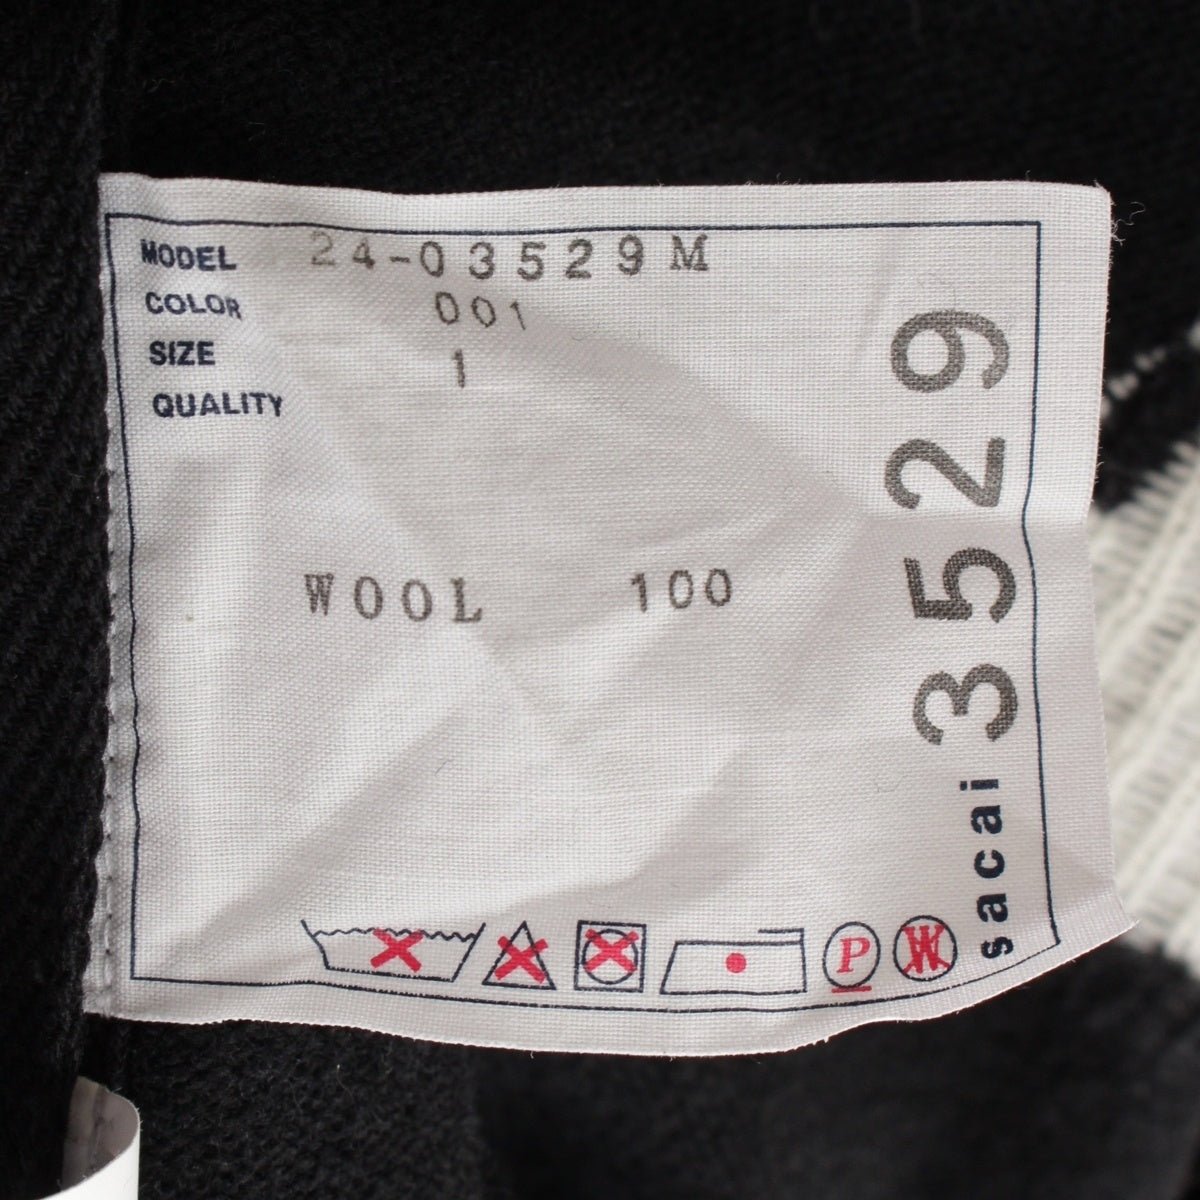 MODEL 24-03529M
COLOR 001
SIZE 1
QUALITY
WOOL 100
P W
sacai 3529